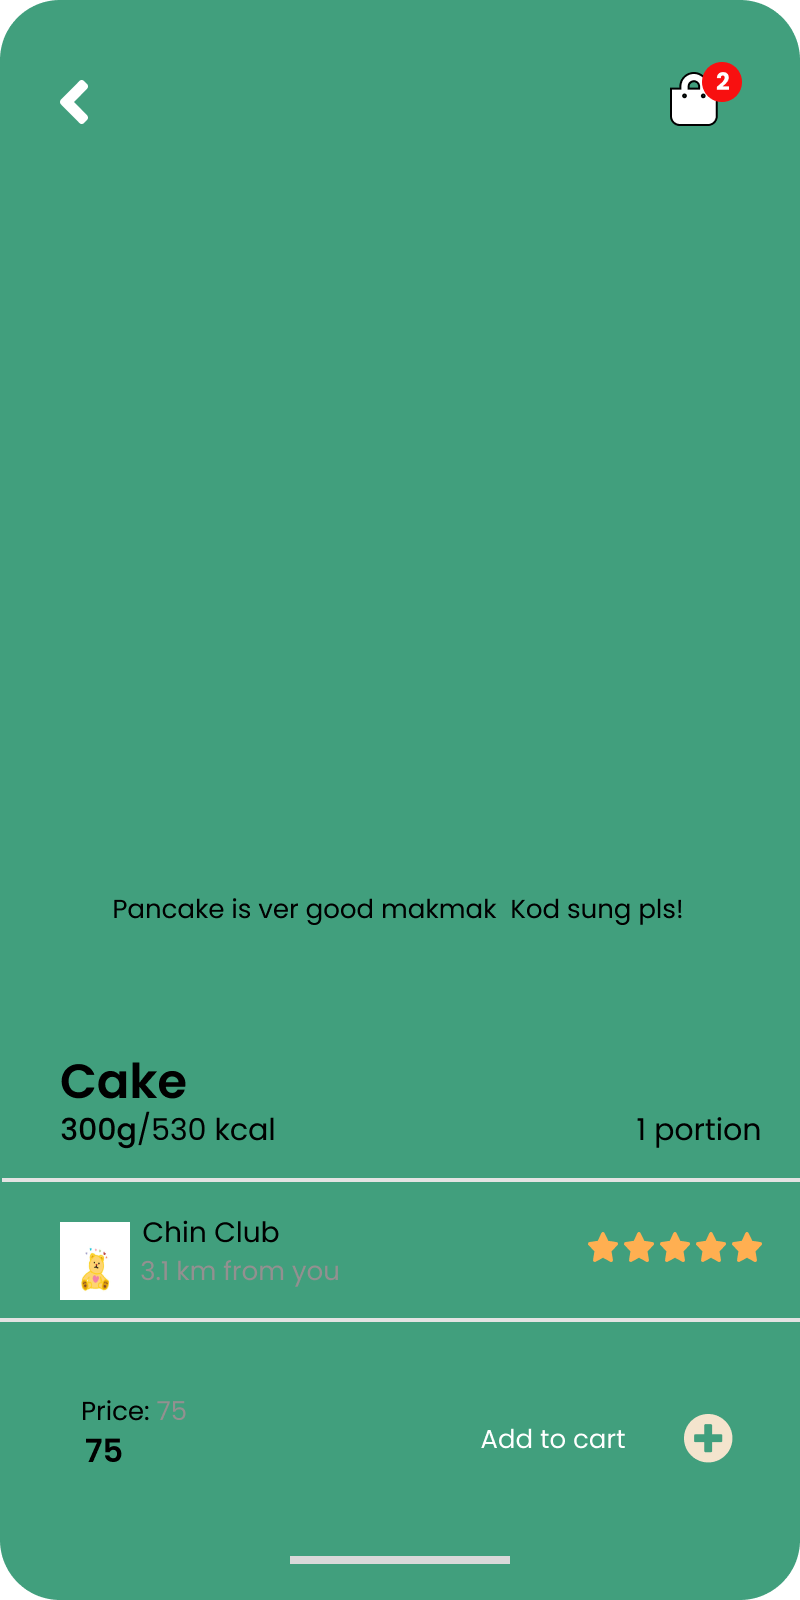 2
Pancake is ver good makmak  Kod sung pls!
Cake
300g/530 kcal
1 portion
Chin Club
3.1 km from you
Price: 75
75
Add to cart